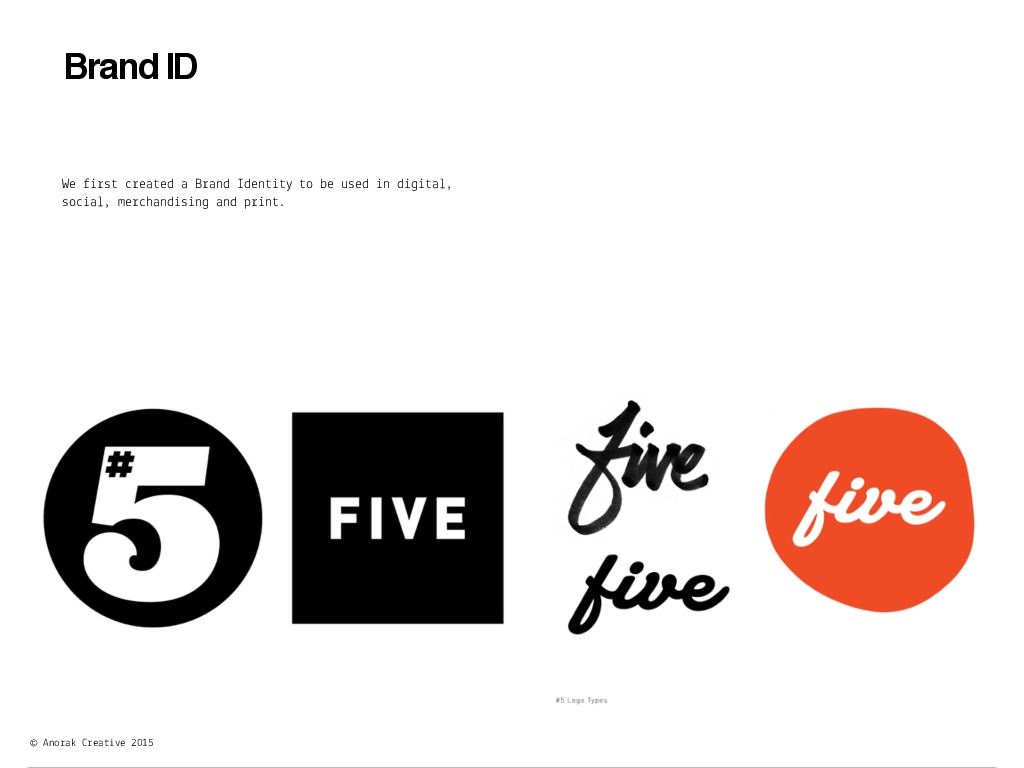 Brand ID
We first created a Brand Identity to be used in digital,
social, merchandising and print.
#5
FIVE
five
five
five
#5 Logo Types
© Anorak Creative 2015